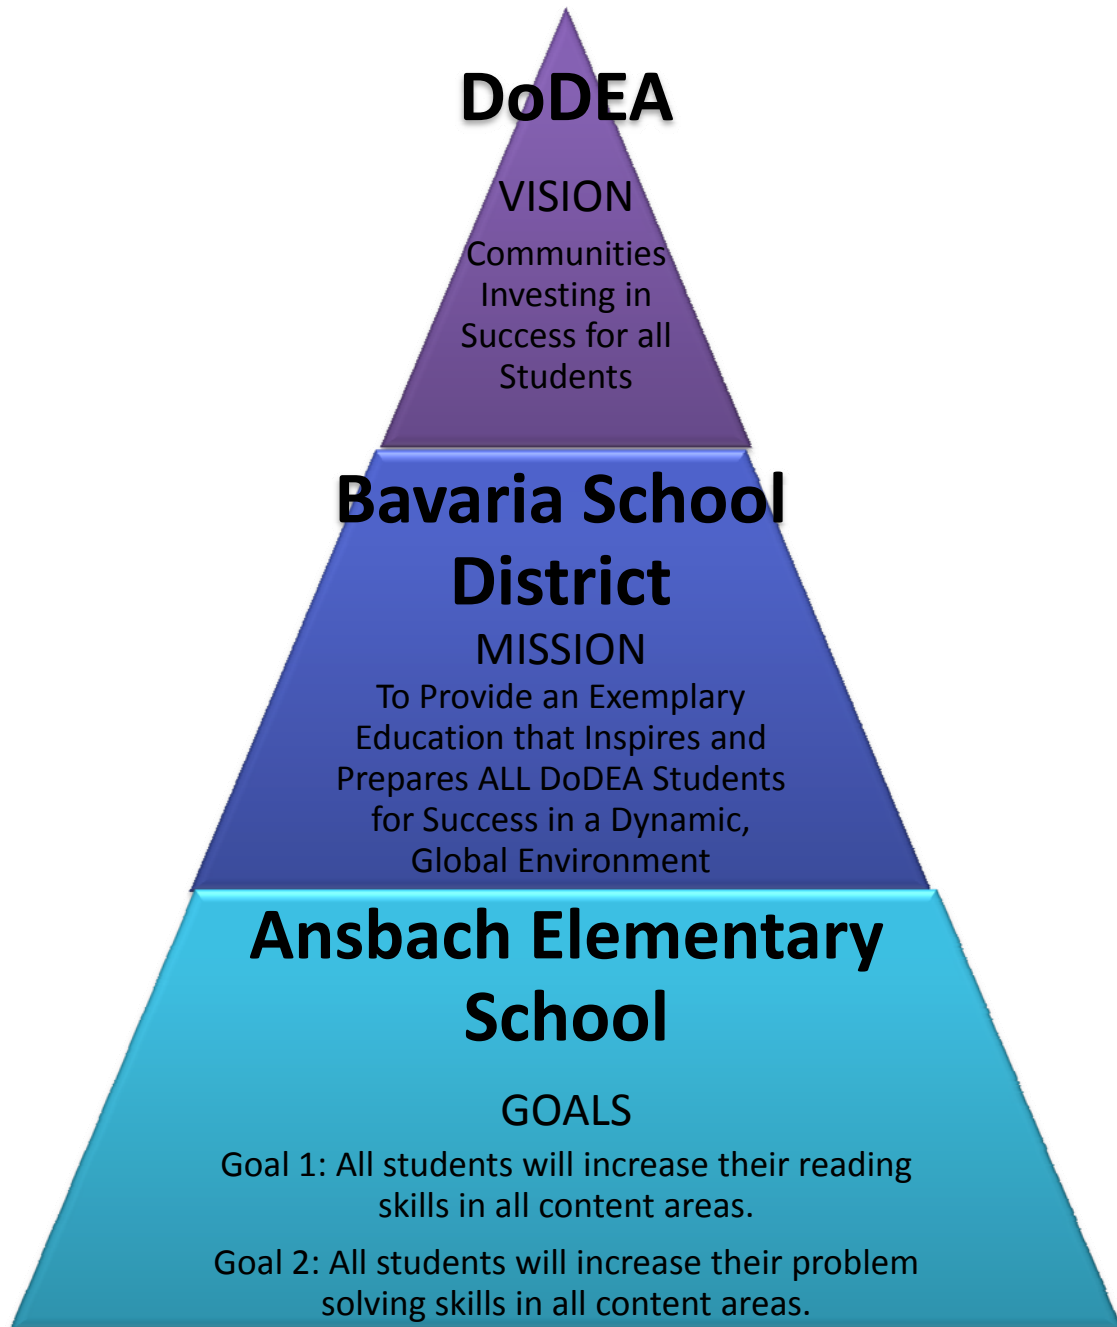 DoDEA
VISION
Communities
Investing in
Success for all
Students
Bavaria School
District
MISSION
To Provide an Exemplary
Education that Inspires and
Prepares ALL DoDEA Students
for Success in a Dynamic,
Global Environment
Ansbach Elementary
School
GOALS
Goal 1: All students will increase their reading
skills in all content areas.
Goal 2: All students will increase their problem
solving skills in all content areas.